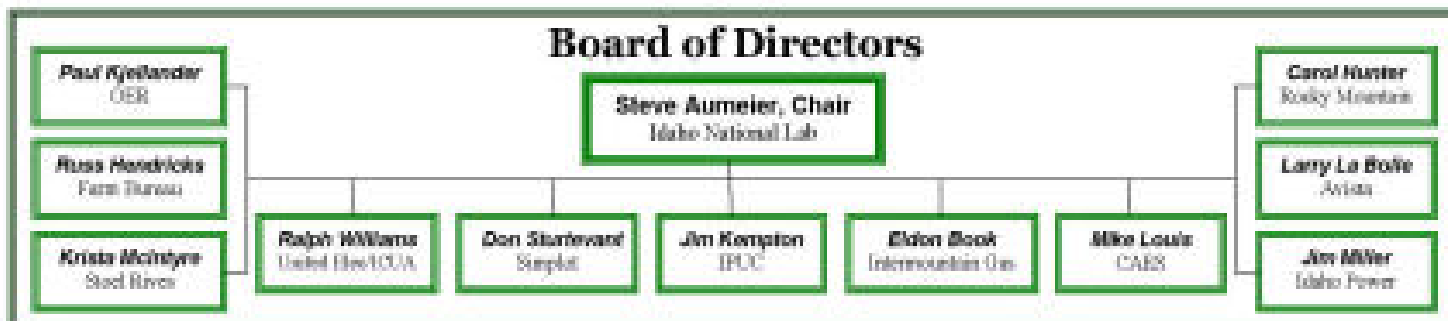 Board of Directors
Paul Kjellander
OER
Steve Aumeier, Chair
Idaho National Lab
Carol Hunter
Rocky Mountain
Russ Hendricks
Farm Bureau
Larry La Bolle
Avista
Krista McIntyre
Stoel Rives
Ralph Williams
United Elec/ICUA
Don Sturtevant
Simplot
Jim Kempton
IPUC
Eldon Book
Intermountain Gas
Mike Louis
CAES
Jim Miller
Idaho Power